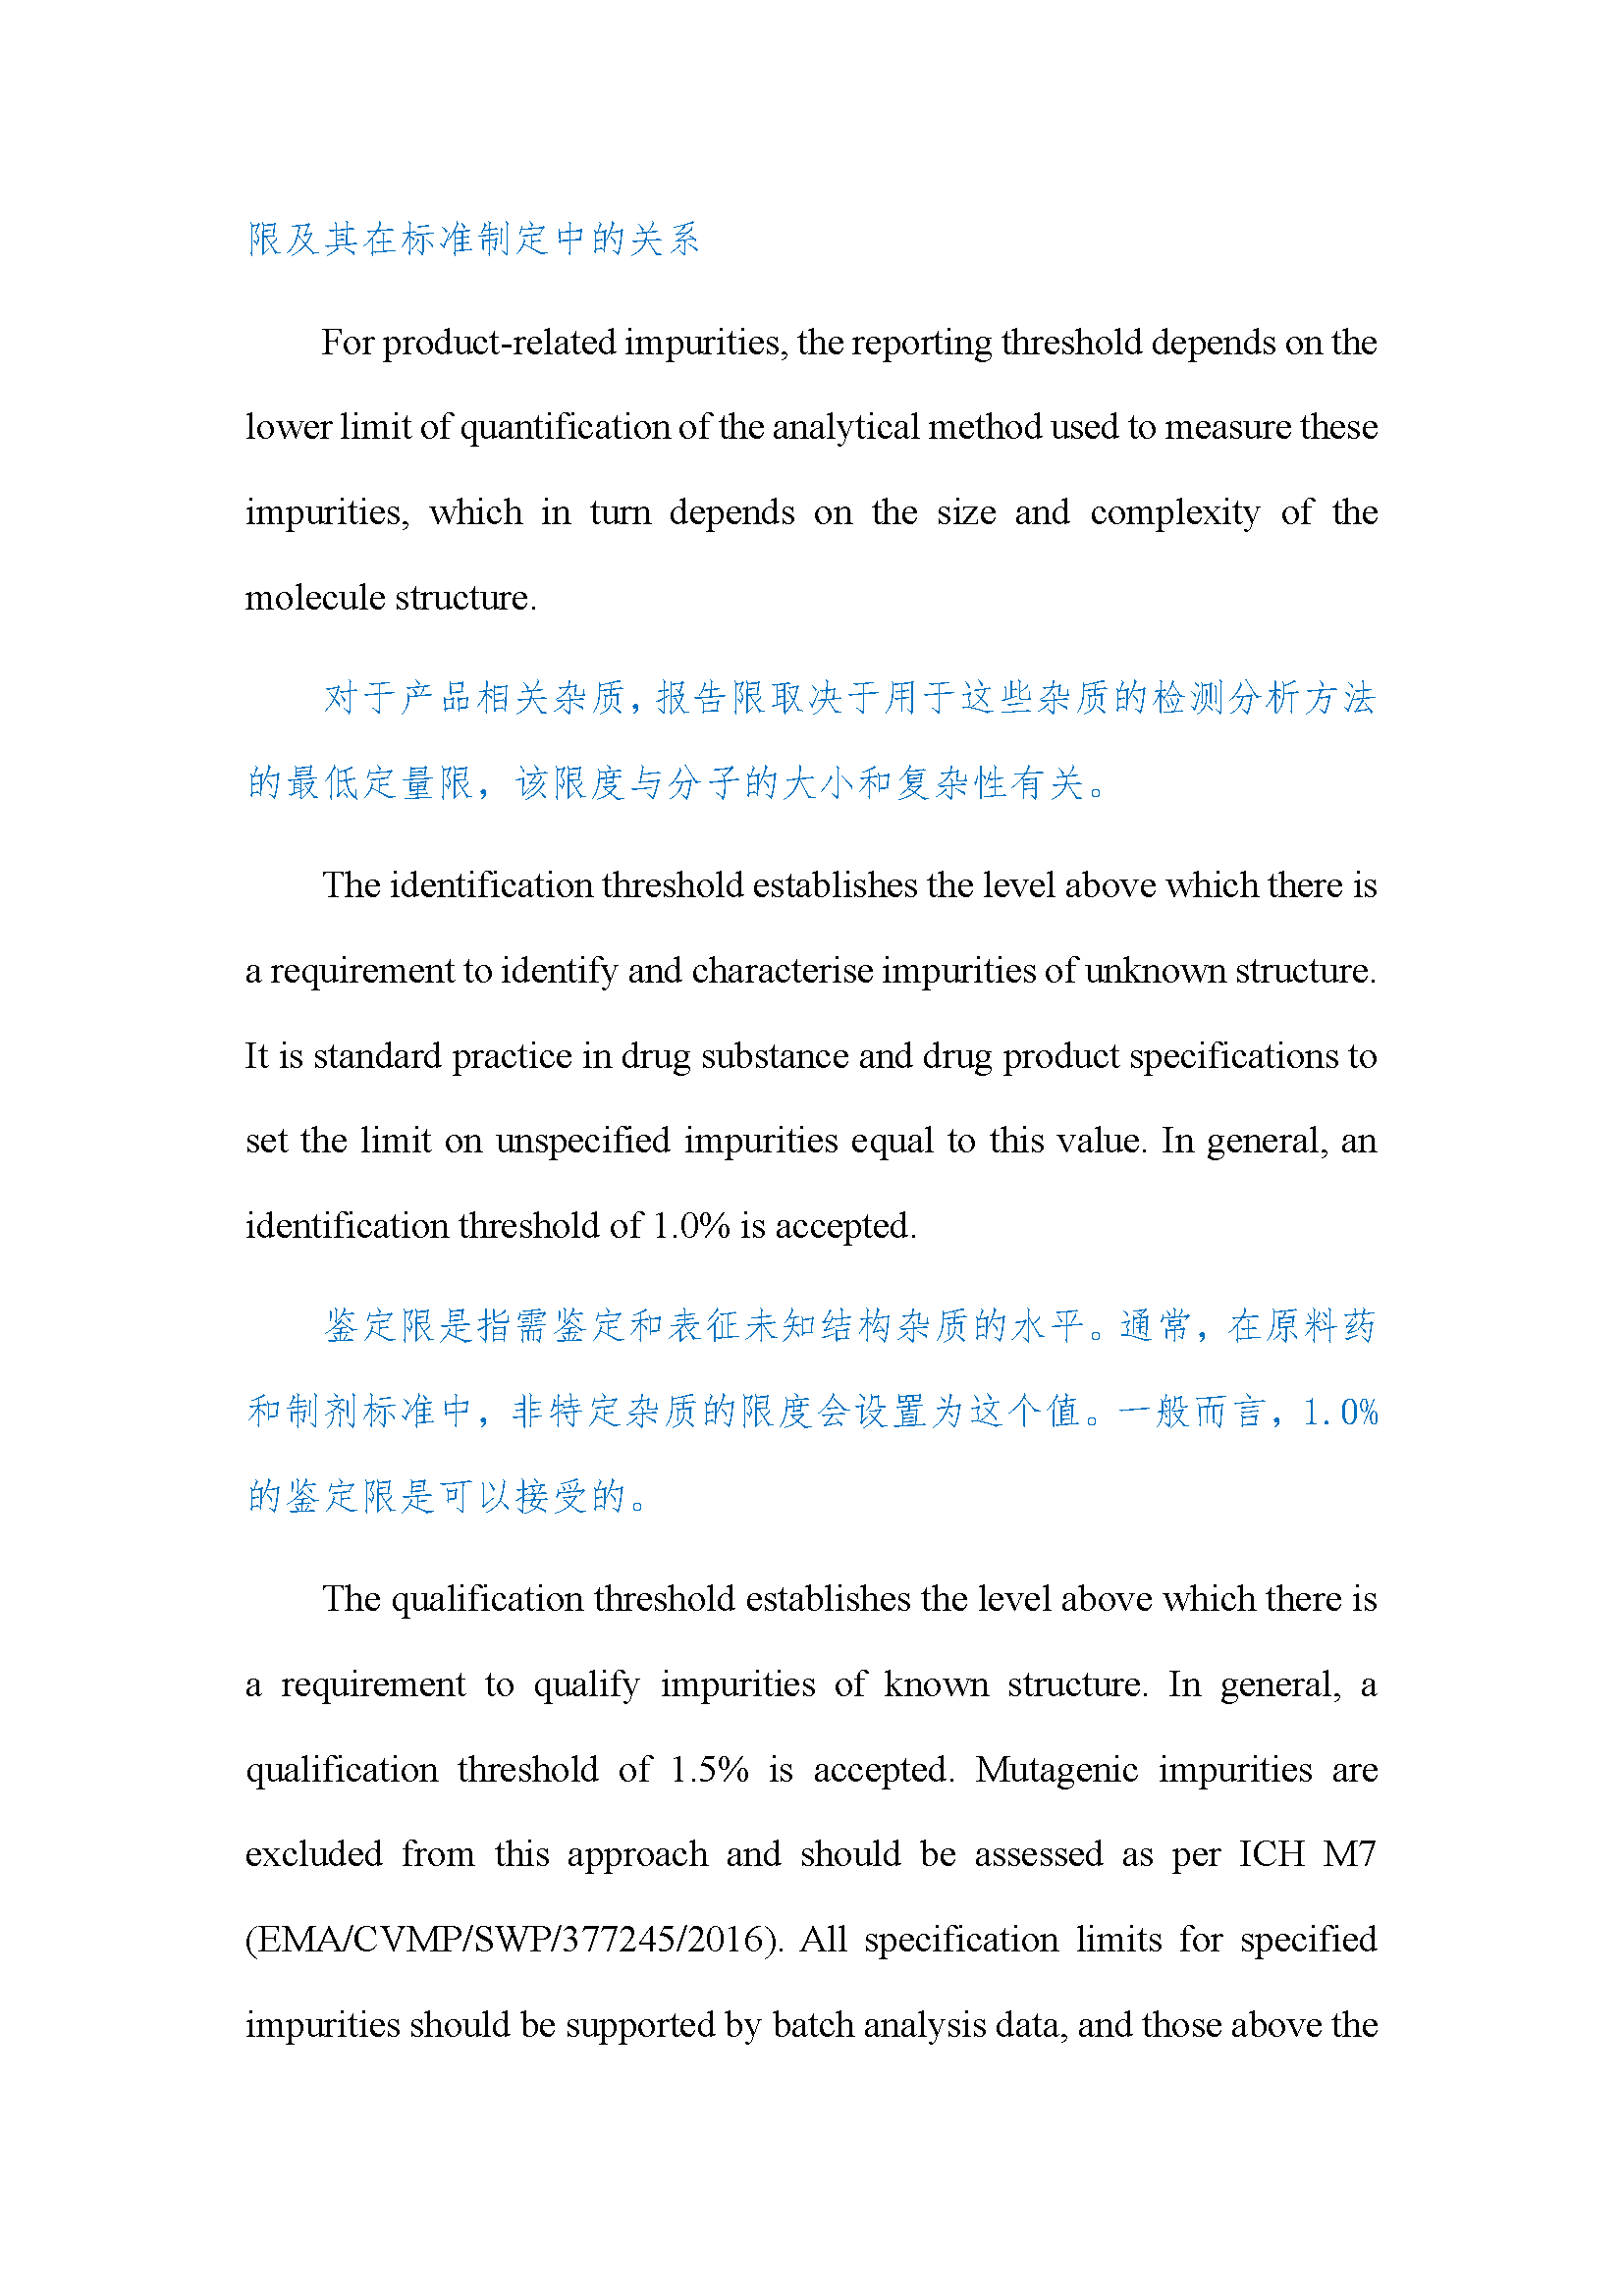 限及其在标准制定中的关系
For product-related impurities, the reporting threshold depends on the
lower limit of quantification of the analytical method used to measure these
impurities, which in turn depends on the size and complexity of the
molecule structure.
对于产品相关杂质，报告限取决于用于这些杂质的检测分析方法
的最低定量限，该限度与分子的大小和复杂性有关。
The identification threshold establishes the level above which there is
a requirement to identify and characterise impurities of unknown structure.
It is standard practice in drug substance and drug product specifications to
set the limit on unspecified impurities equal to this value. In general, an
identification threshold of 1.0% is accepted.
鉴定限是指需鉴定和表征未知结构杂质的水平。通常，在原料药
和制剂标准中，非特定杂质的限度会设置为这个值。一般而言，1.0%
的鉴定限是可以接受的。
The qualification threshold establishes the level above which there is
a requirement to qualify impurities of known structure. In general, a
qualification threshold of 1.5% is accepted. Mutagenic impurities are
excluded from this approach and should be assessed as per ICH M7
(EMA/CVMP/SWP/377245/2016). All specification limits for specified
impurities should be supported by batch analysis data, and those above the